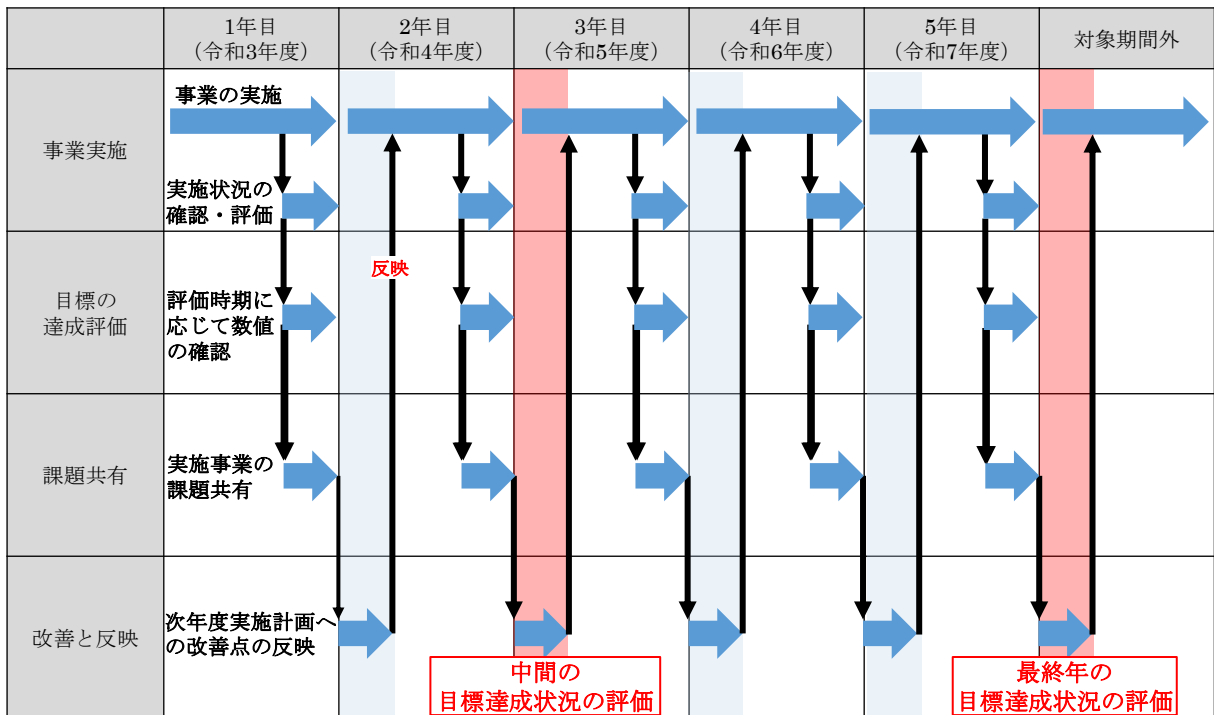 1年目
（令和3年度）
2年目
（令和4年度）
3年目
（令和5年度）
4年目
（令和6年度）
5年目
（令和7年度）
対象期間外
事業実施
事業の実施
実施状況の
確認・評価
目標の
達成評価
評価時期に
応じて数値
の確認
反映
課題共有
実施事業の
課題共有
改善と反映
次年度実施計画へ
の改善点の反映
中間の
目標達成状況の評価
最終年の
目標達成状況の評価